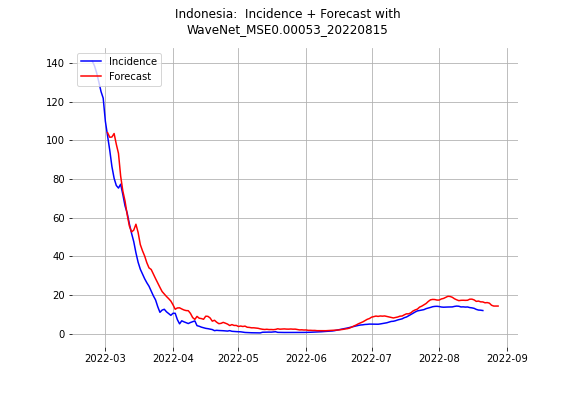 Indonesia:  Incidence + Forecast with
WaveNet_MSE0.00053_20220815
Incidence
Forecast
140
120
100
80
60
40
20
0
2022-03 2022-04 2022-05 2022-06 2022-07 2022-08 2022-09